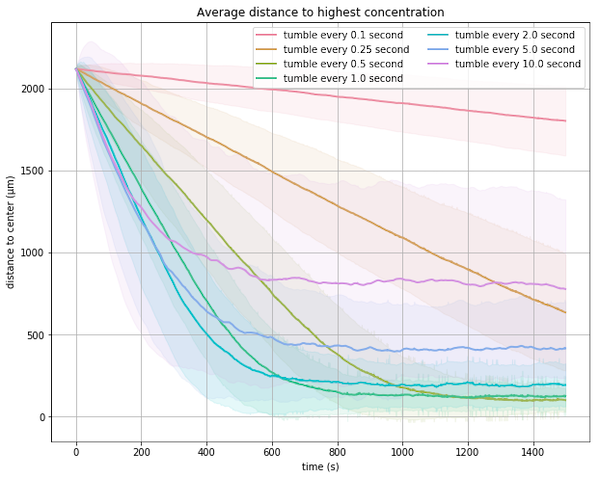 Average distance to highest concentration
tumble every 0.1 second
tumble every 0.25 second
tumble every 0.5 second
tumble every 1.0 second
tumble every 2.0 second
tumble every 5.0 second
tumble every 10.0 second
distance to center (µm)
2000
1500
1000
500
0
0 200 400 600 800 1000 1200 1400
time (s)